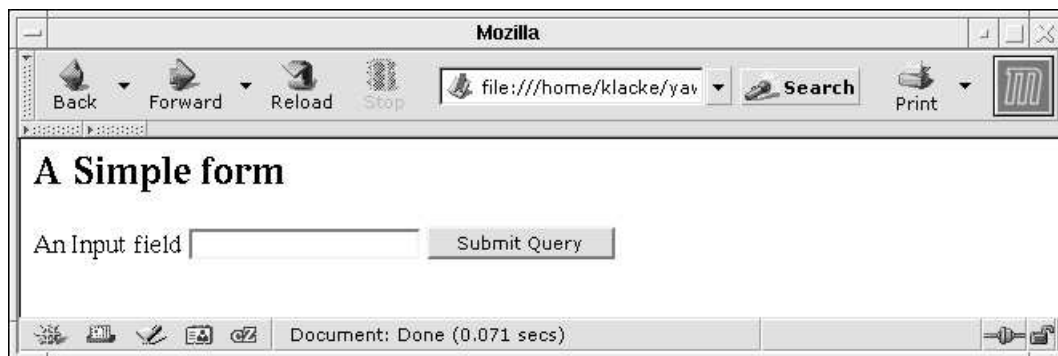 Mozilla
Back Forward Reload Stop file:///home/klacke/yav Search Print
A Simple form
An Input field Submit Query
Document: Done (0.071 secs)